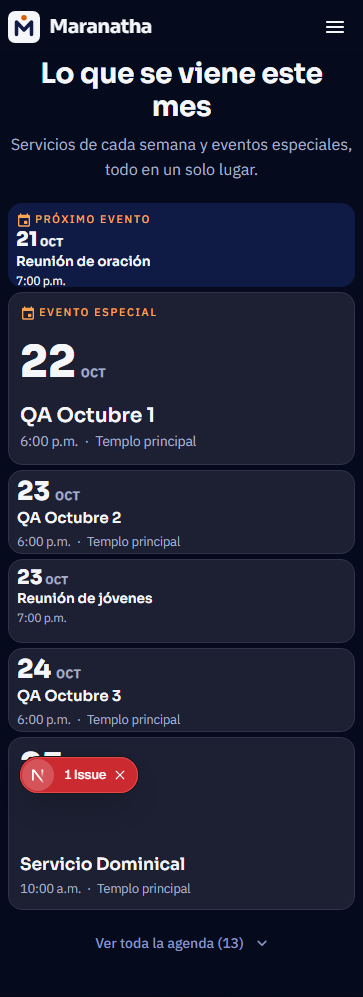 Maranatha
Lo que se viene este
mes
Servicios de cada semana y eventos especiales,
todo en un solo lugar.
PRÓXIMO EVENTO
21 OCT
Reunión de oración
7:00 p.m.
EVENTO ESPECIAL
22 OCT
QA Octubre 1
6:00 p.m. · Templo principal
23 OCT
QA Octubre 2
6:00 p.m. · Templo principal
23 OCT
Reunión de jóvenes
7:00 p.m.
24 OCT
QA Octubre 3
6:00 p.m. · Templo principal
N 1 Issue
Servicio Dominical
10:00 a.m. · Templo principal
Ver toda la agenda (13)